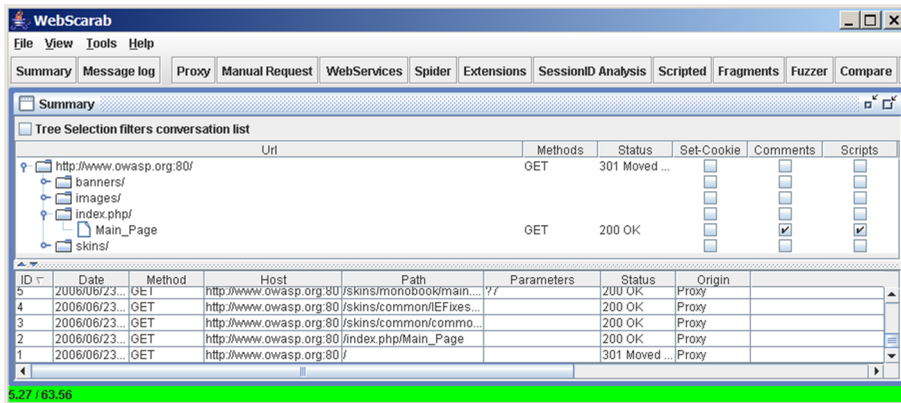 WebScarab
File View Tools Help
Summary Message log Proxy Manual Request WebServices Spider Extensions SessionID Analysis Scripted Fragments Fuzzer Compare
Summary
Tree Selection filters conversation list
Url Methods Status Set-Cookie Comments Scripts
http://www.owasp.org:80/ GET 301 Moved ...
banners/
images/
index.php/
Main_Page GET 200 OK
skins/
ID Date Method Host Path Parameters Status Origin
5 2006/06/23... GET http://www.owasp.org:80 /skins/monobook/main.... ?7 200 OK Proxy
4 2006/06/23... GET http://www.owasp.org:80 /skins/common/IEFixes... 200 OK Proxy
3 2006/06/23... GET http://www.owasp.org:80 /skins/common/commo... 200 OK Proxy
2 2006/06/23... GET http://www.owasp.org:80 /index.php/Main_Page 200 OK Proxy
1 2006/06/23... GET http://www.owasp.org:80 / 301 Moved ... Proxy
5.27 / 63.56